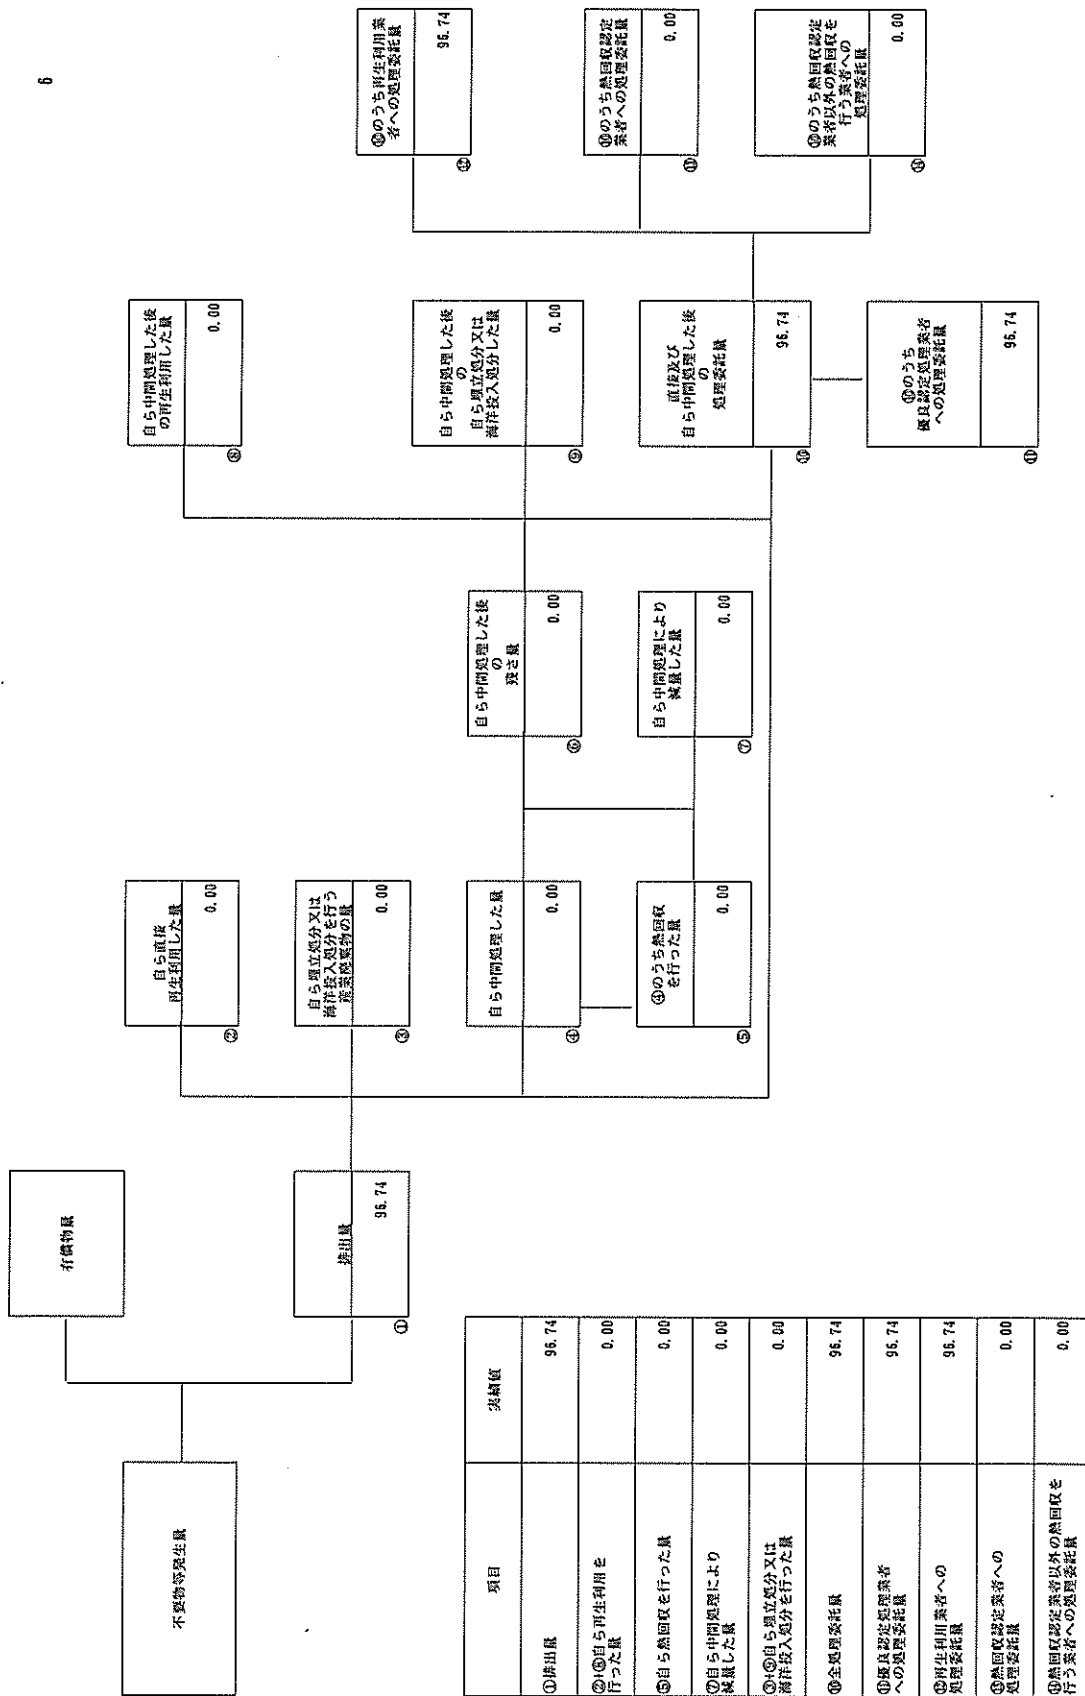 6
不要物等発生量
有償物量
排出量
① 96.74
自ら直接
再生利用した量
② 0.00
自ら埋立処分又は
海洋投入処分を行う
産業廃棄物の量
③ 0.00
自ら中間処理した量
④ 0.00
④のうち熱回収
を行った量
⑤ 0.00
自ら中間処理した後
の
残さ量
⑥ 0.00
自ら中間処理により
減量した量
⑦ 0.00
自ら中間処理した後
の再生利用した量
⑧ 0.00
自ら中間処理した後
の
自ら埋立処分又は
海洋投入処分した量
⑨ 0.00
直接及び
自ら中間処理した後
の
処理委託量
⑩ 96.74
⑩のうち
優良認定処理業者
への処理委託量
⑪ 96.74
⑩のうち再生利用業
者への処理委託量
⑫ 96.74
⑩のうち熱回収認定
業者への処理委託量
⑬ 0.00
⑩のうち熱回収認定
業者以外の熱回収を
行う業者への
処理委託量
⑭ 0.00
項目 実績値
①排出量 96.74
②+⑧自ら再生利用を
行った量 0.00
⑤自ら熱回収を行った量 0.00
⑦自ら中間処理により
減量した量 0.00
③+⑨自ら埋立処分又は
海洋投入処分を行った量 0.00
⑩全処理委託量 96.74
⑪優良認定処理業者
への処理委託量 96.74
⑫再生利用業者への
処理委託量 96.74
⑬熱回収認定業者への
処理委託量 0.00
⑭熱回収認定業者以外の熱回収を
行う業者への処理委託量 0.00